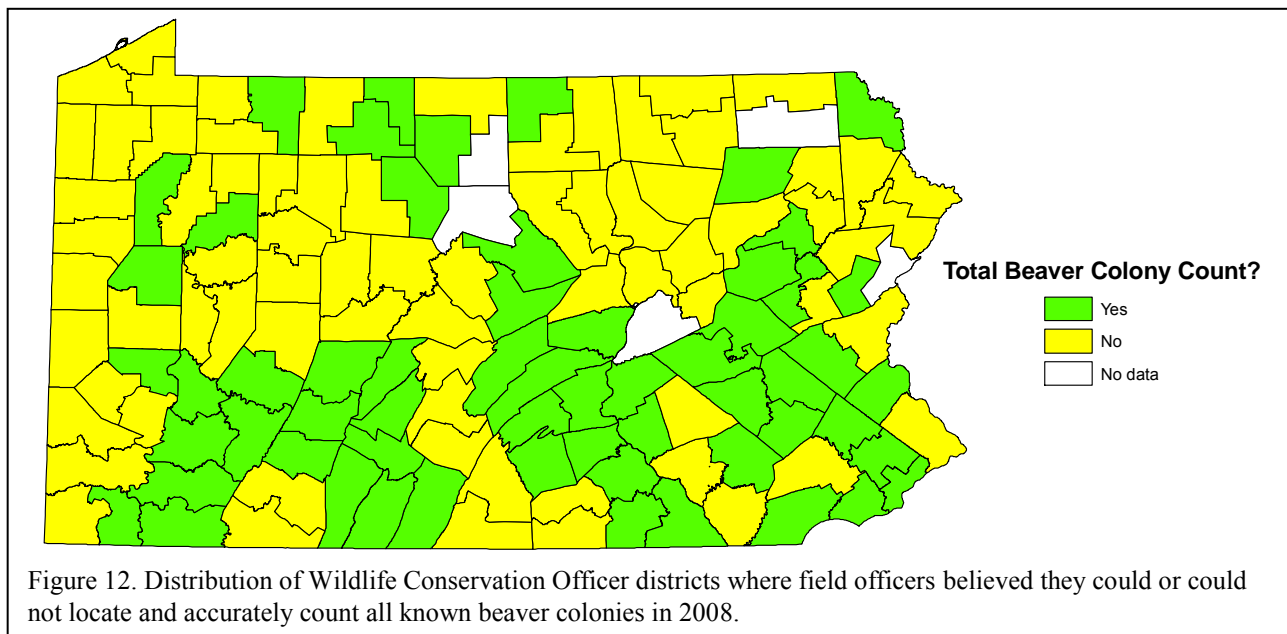 Total Beaver Colony Count?
Yes
No
No data
Figure 12. Distribution of Wildlife Conservation Officer districts where field officers believed they could or could
not locate and accurately count all known beaver colonies in 2008.